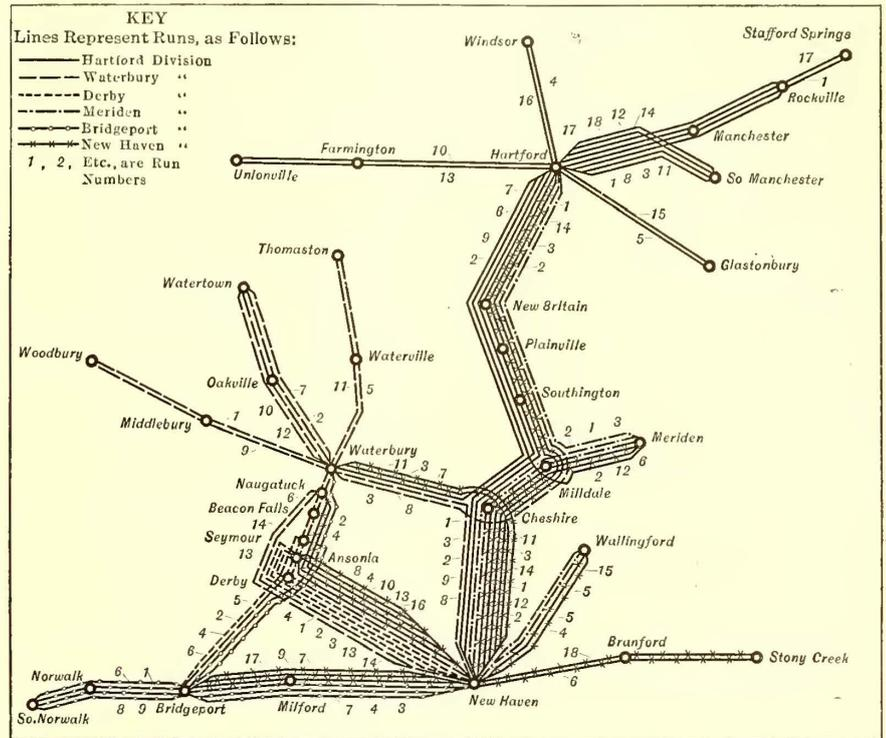 KEY
Lines Represent Runs, as Follows:
Hartford Division
Waterbury "
Derby "
Meriden "
Bridgeport "
New Haven "
1, 2, Etc., are Run
Numbers
Windsor
Stafford Springs
17
1
Rockville
4
16
17 18 12 14
Manchester
Farmington
10
Hartford
Unionville
13
1 8 3 11
So Manchester
7
6
9
2
1
14
3
2
15
5
Glastonbury
Thomaston
Watertown
New Britain
Woodbury
Plainville
Oakville
Waterville
7
11 5
10
2
12
Southington
Middlebury
1
9
2 1 3
Meriden
2 12 6
Waterbury
11 3 7
3 8
Milldale
Naugatuck
6
Beacon Falls
2
14
4
Seymour
13
Ansonia
Derby
Cheshire
1
3
2
9
8
11
3
14
1
12
2
Wallingford
15
5
5
4
8 4 10 13 16
5
2
4
6
4 1 2 3 13
Branford
18
Stony Creek
6
17 9 7 14
Norwalk
6 1
So. Norwalk
8 9
Bridgeport
Milford
7 4 3
New Haven